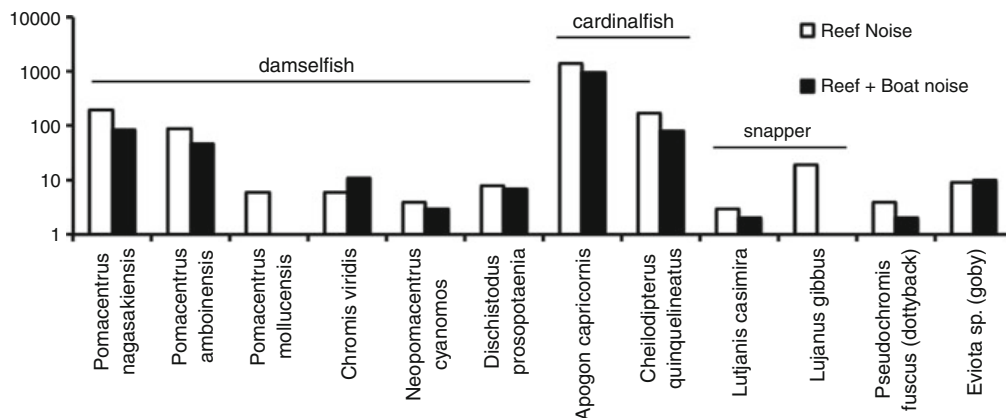 10000
1000
100
10
1
damselfish
cardinalfish
snapper
Reef Noise
Reef + Boat noise
Pomacentrus
nagasakiensis
Pomacentrus
amboinensis
Pomacentrus
mollucensis
Chromis viridis
Neopomacentrus
cyanomos
Dischistodus
prosopotaenia
Apogon capricornis
Cheilodipterus
quinquelineatus
Lutjanis casimira
Lujanus gibbus
Pseudochromis
fuscus (dottyback)
Eviota sp. (goby)